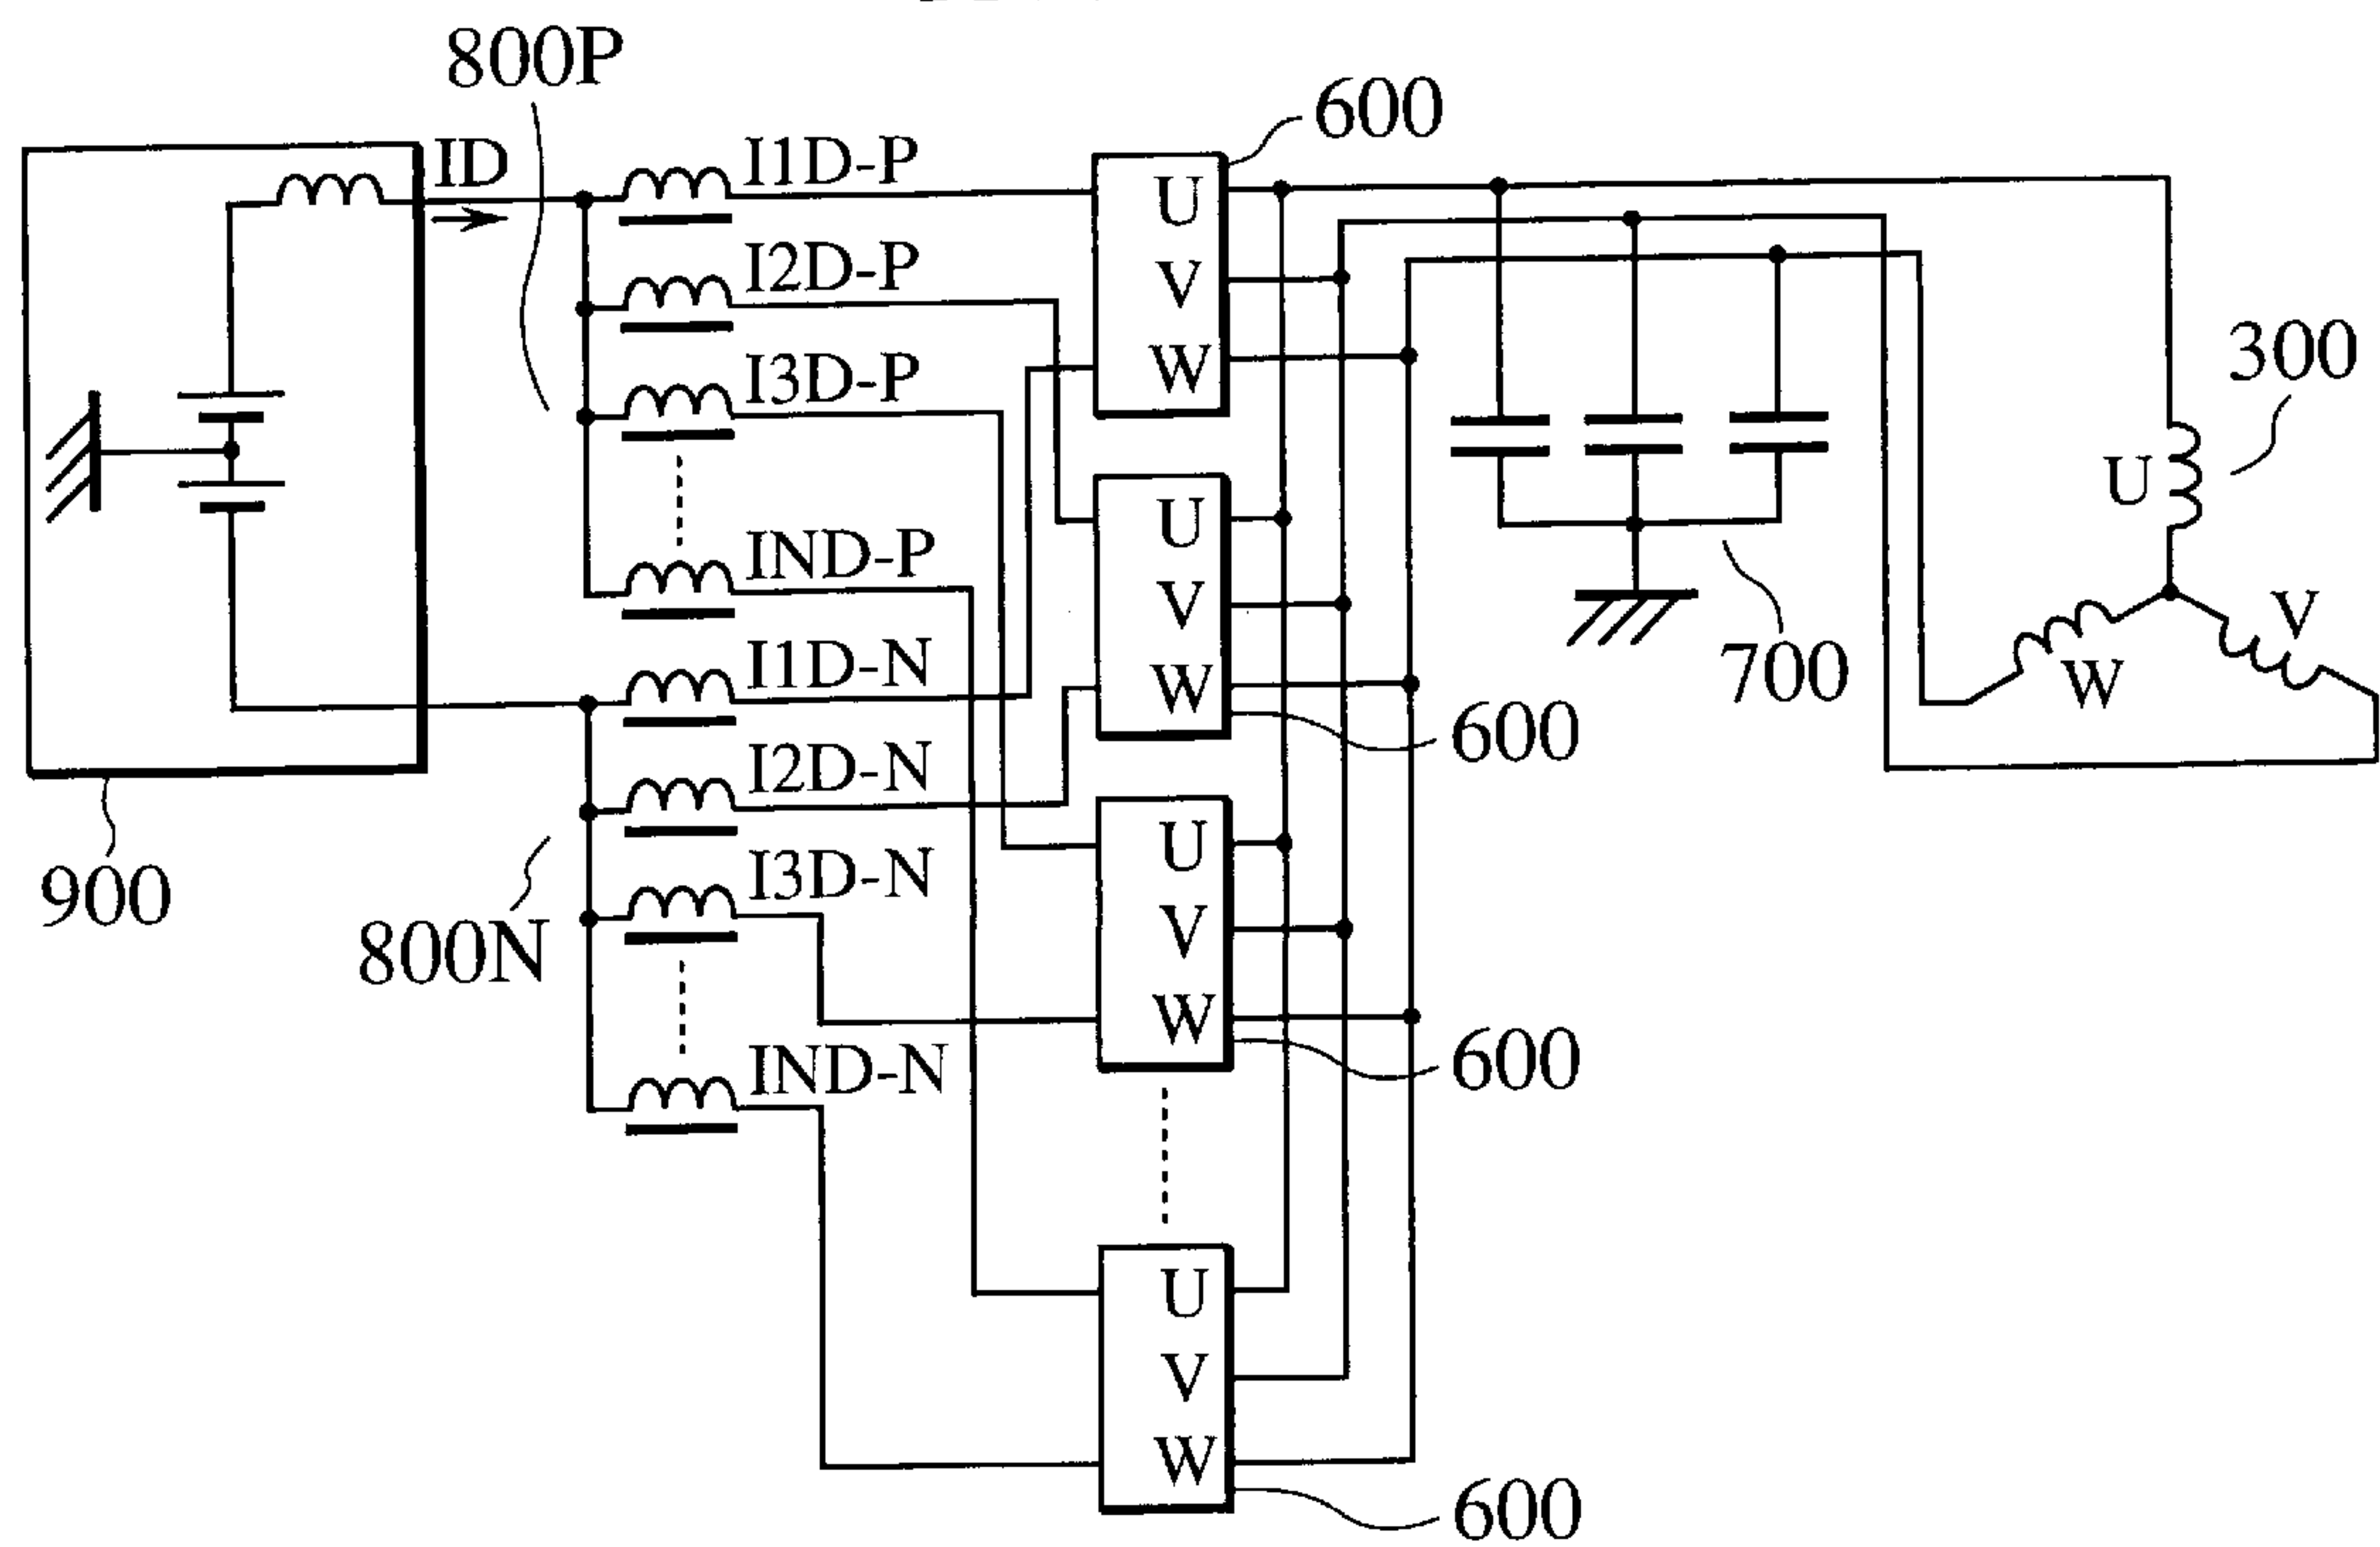 800P
600
ID
I1D-P
U
I2D-P
V
I3D-P
W
300
U
IND-P
U
V
V
I1D-N
W
W
700
600
I2D-N
900
I3D-N
U
800N
V
W
600
IND-N
U
V
W
600